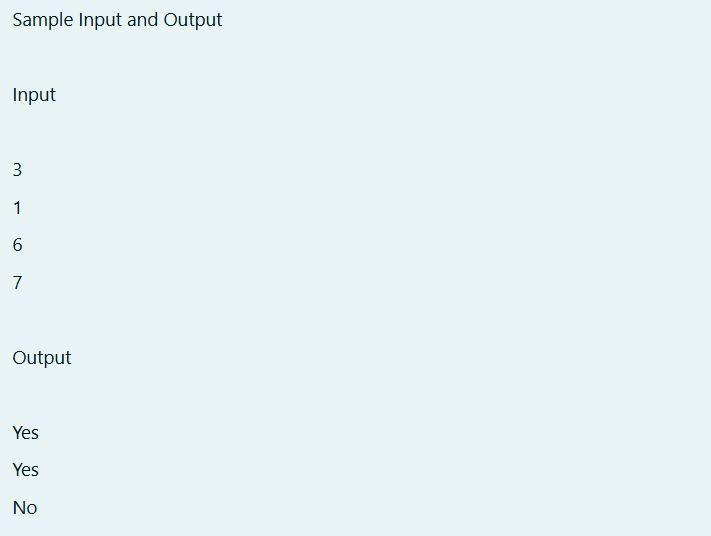 Sample Input and Output
Input
3
1
6
7
Output
Yes
Yes
No